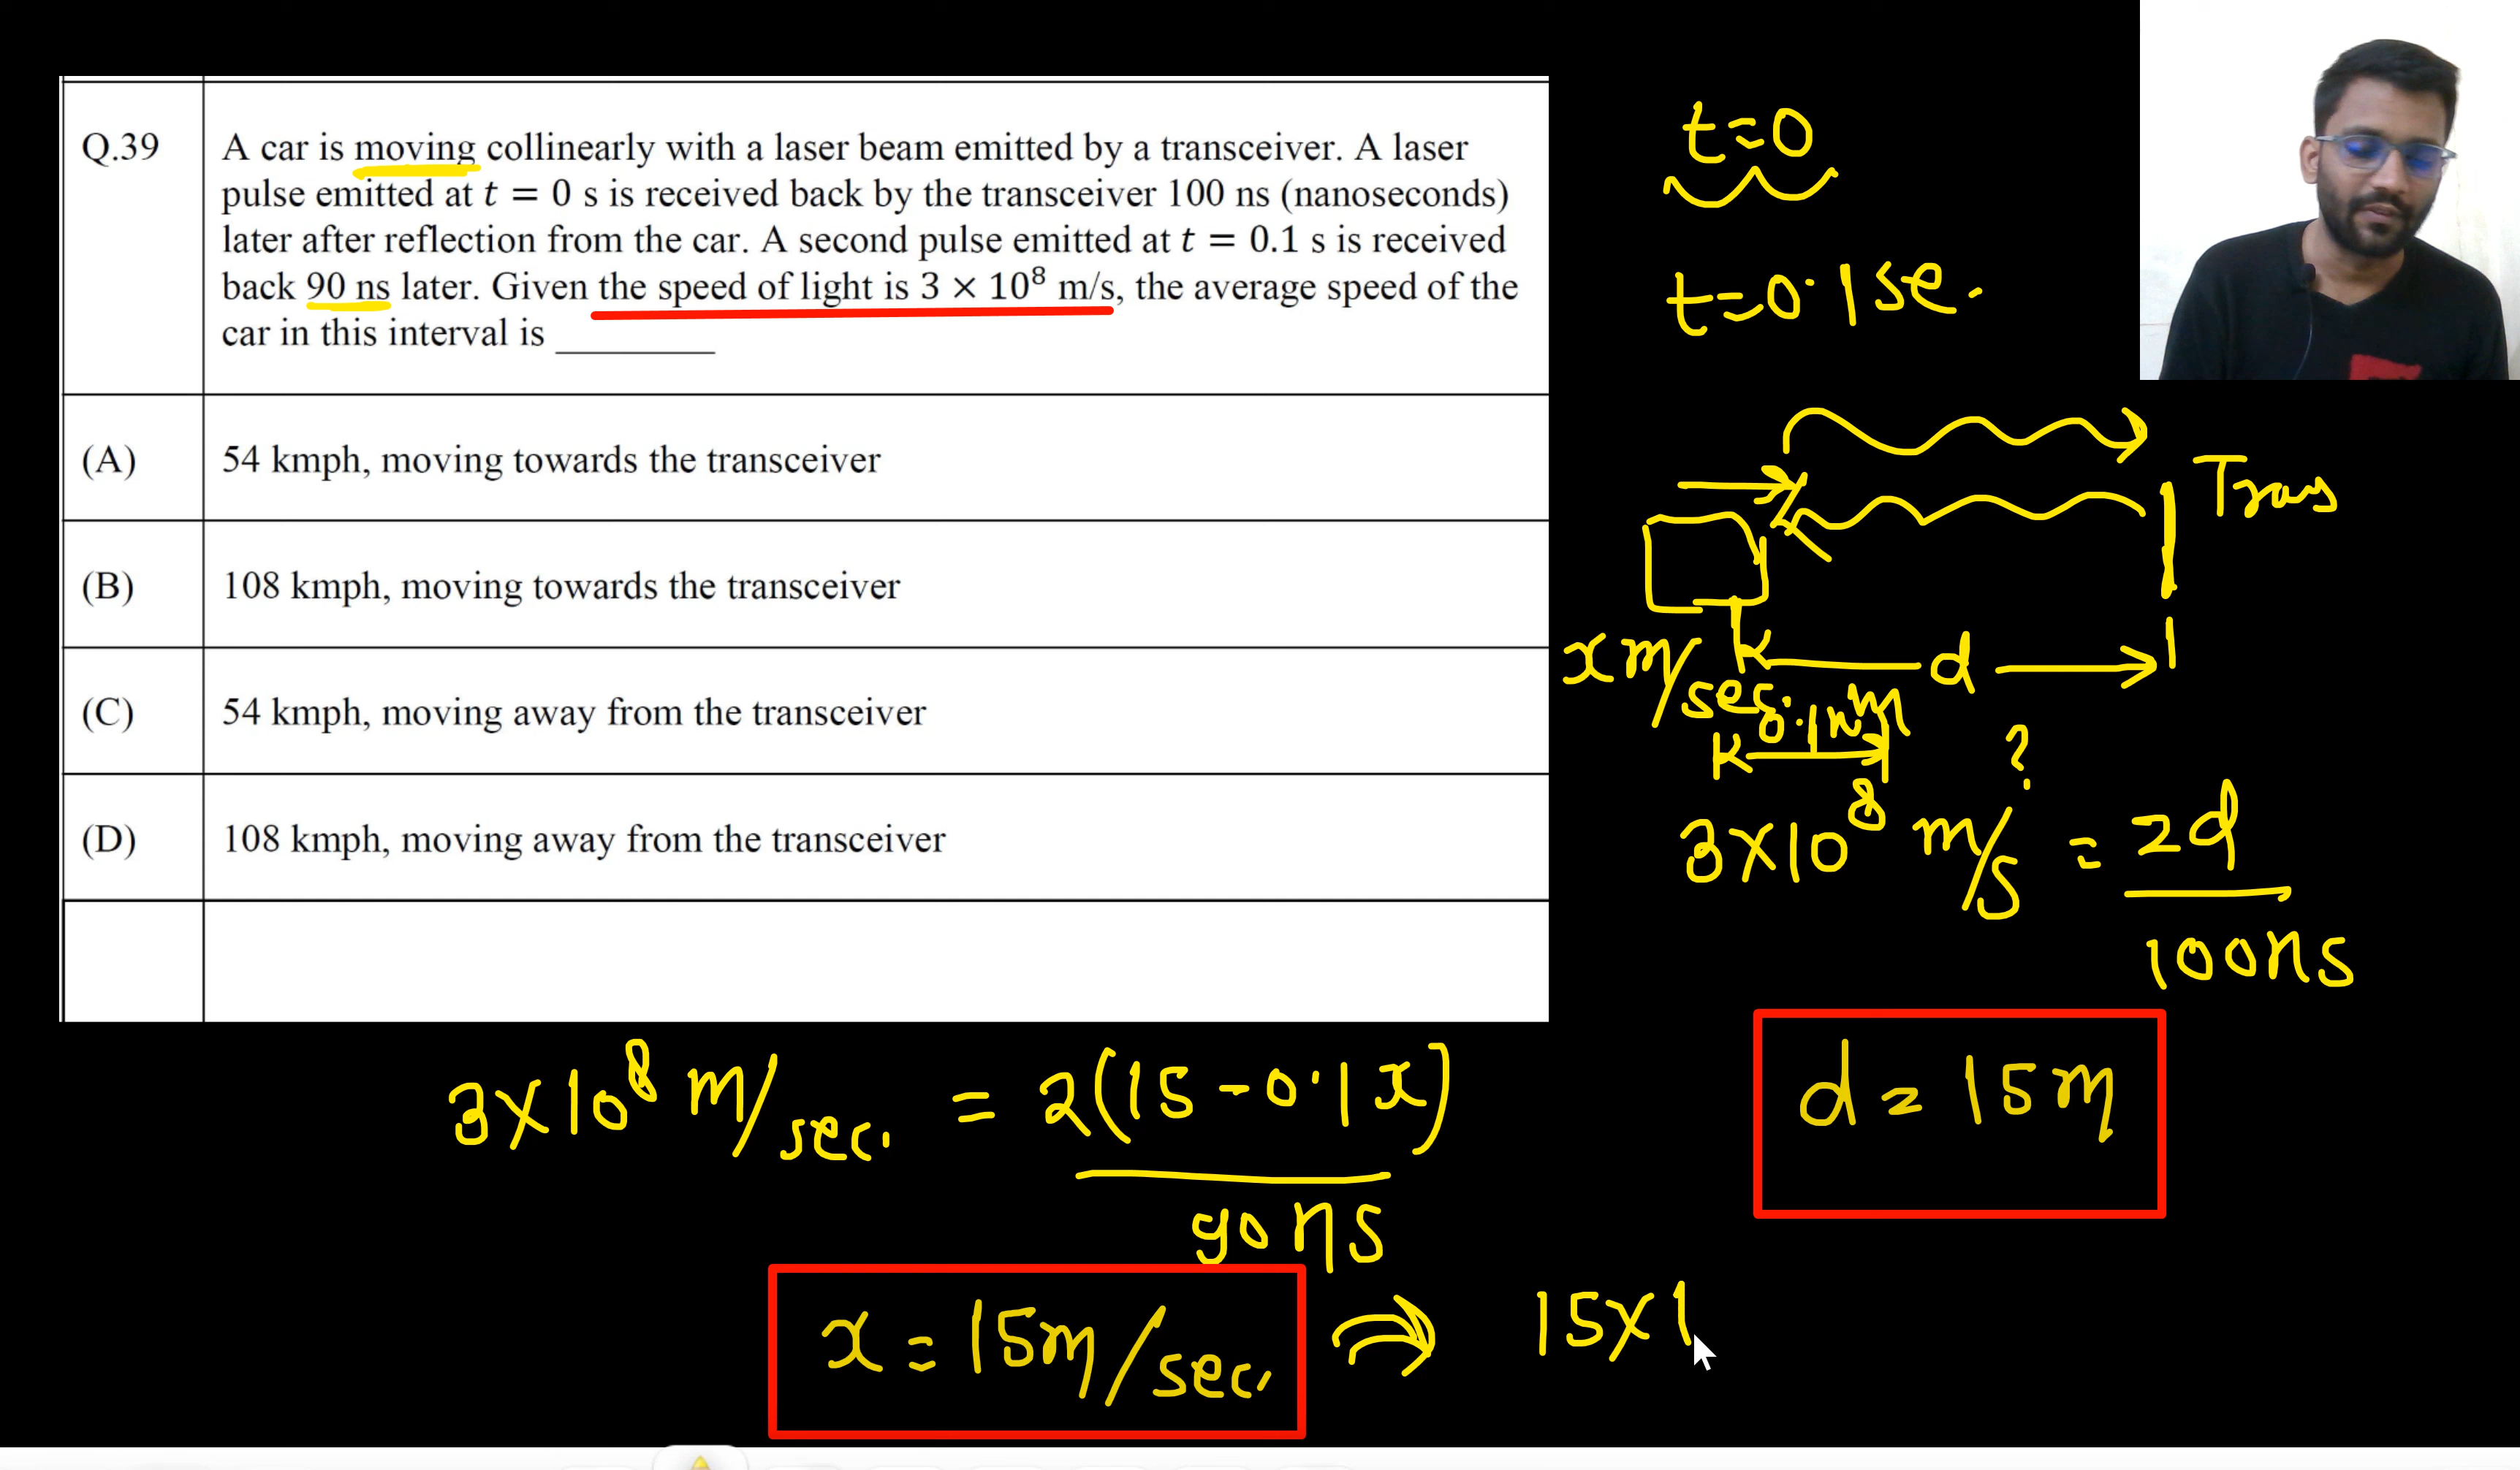 Q.39
A car is moving collinearly with a laser beam emitted by a transceiver. A laser
pulse emitted at t = 0 s is received back by the transceiver 100 ns (nanoseconds)
later after reflection from the car. A second pulse emitted at t = 0.1 s is received
back 90 ns later. Given the speed of light is 3 × 10⁸ m/s, the average speed of the
car in this interval is ________
(A) 54 kmph, moving towards the transceiver
(B) 108 kmph, moving towards the transceiver
(C) 54 kmph, moving away from the transceiver
(D) 108 kmph, moving away from the transceiver
t=0
t=0.1 se.
Trans
x m/sec.
d
?
3×10⁸ m/s = 2d/100ns
d = 15m
3×10⁸ m/sec. = 2(15-0.1x)/90ns
x = 15m/sec. ⇒ 15×1